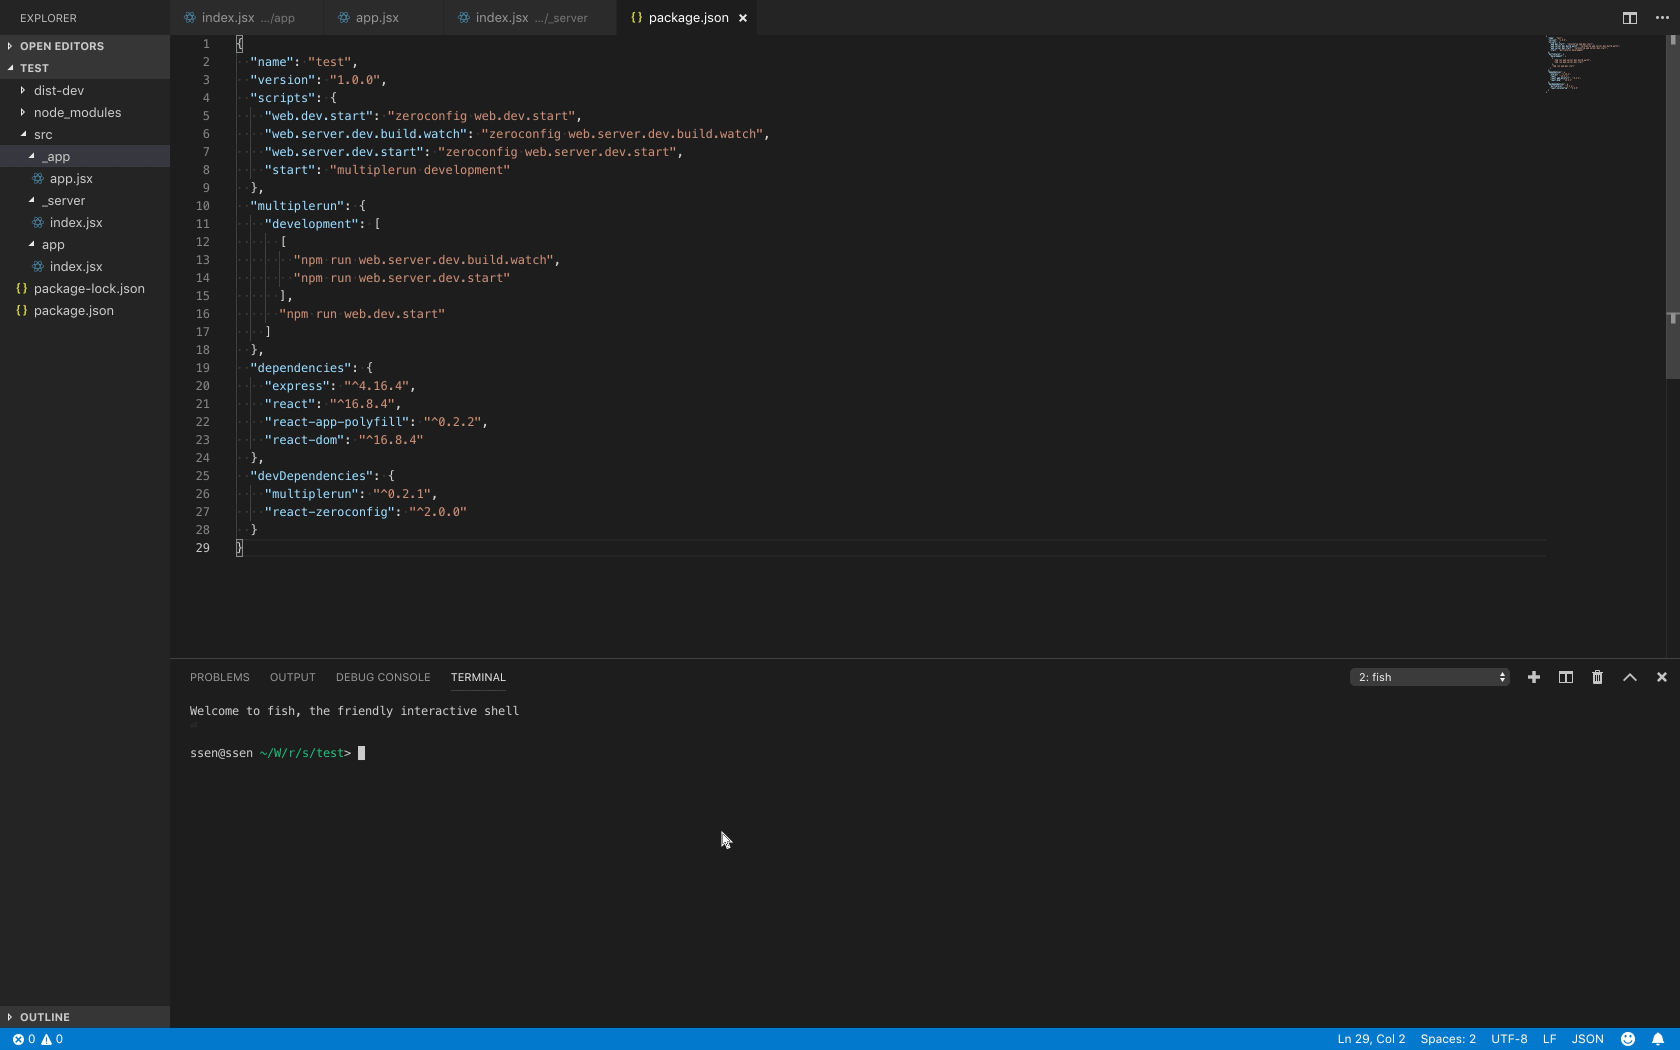 EXPLORER
OPEN EDITORS
TEST
dist-dev
node_modules
src
_app
app.jsx
_server
index.jsx
app
index.jsx
package-lock.json
package.json
OUTLINE
index.jsx .../app
app.jsx
index.jsx .../_server
{} package.json ×
1 {
2 "name": "test",
3 "version": "1.0.0",
4 "scripts": {
5 "web.dev.start": "zeroconfig web.dev.start",
6 "web.server.dev.build.watch": "zeroconfig web.server.dev.build.watch",
7 "web.server.dev.start": "zeroconfig web.server.dev.start",
8 "start": "multiplerun development"
9 },
10 "multiplerun": {
11 "development": [
12 [
13 "npm run web.server.dev.build.watch",
14 "npm run web.server.dev.start"
15 ],
16 "npm run web.dev.start"
17 ]
18 },
19 "dependencies": {
20 "express": "^4.16.4",
21 "react": "^16.8.4",
22 "react-app-polyfill": "^0.2.2",
23 "react-dom": "^16.8.4"
24 },
25 "devDependencies": {
26 "multiplerun": "^0.2.1",
27 "react-zeroconfig": "^2.0.0"
28 }
29 }
PROBLEMS OUTPUT DEBUG CONSOLE TERMINAL
2: fish
Welcome to fish, the friendly interactive shell
ssen@ssen ~/W/r/s/test>
0 0
Ln 29, Col 2 Spaces: 2 UTF-8 LF JSON